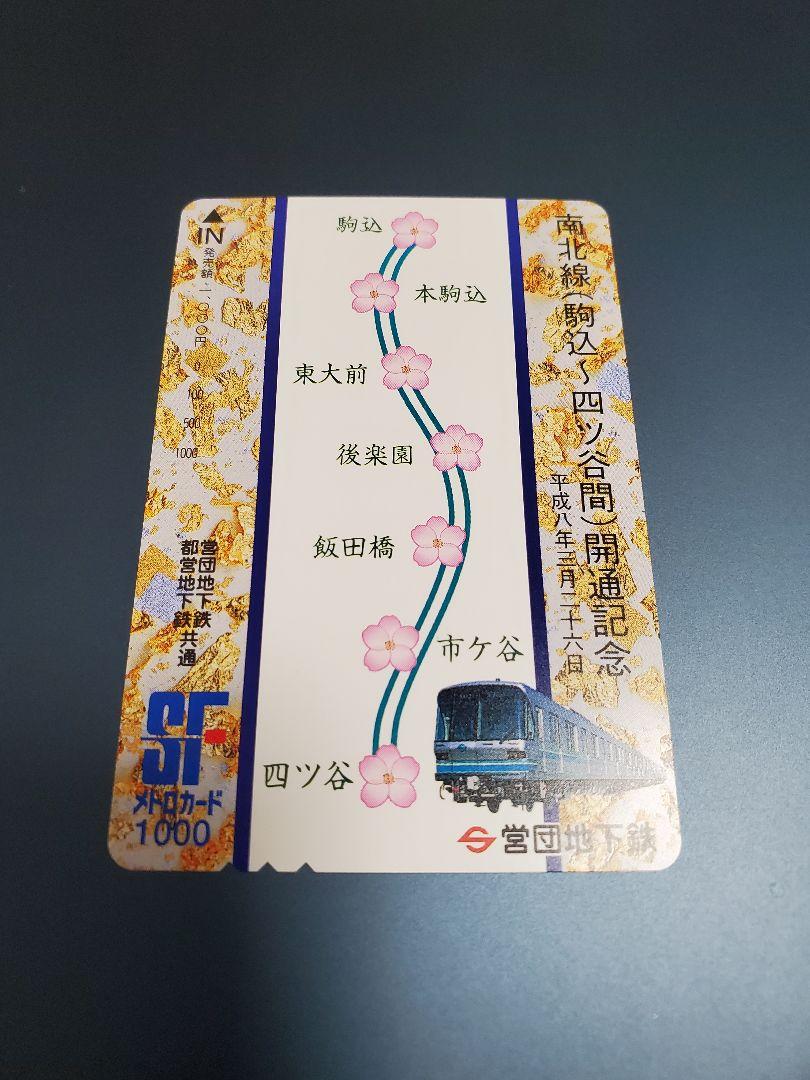 南北線(駒込〜四ツ谷間)開通記念
平成八年三月二十六日
駒込
本駒込
東大前
後楽園
飯田橋
市ケ谷
四ツ谷
営団地下鉄
IN
発売額 一、〇〇〇円
0
100
500
1000
営団地下鉄
都営地下鉄共通
SF
メトロカード
1000